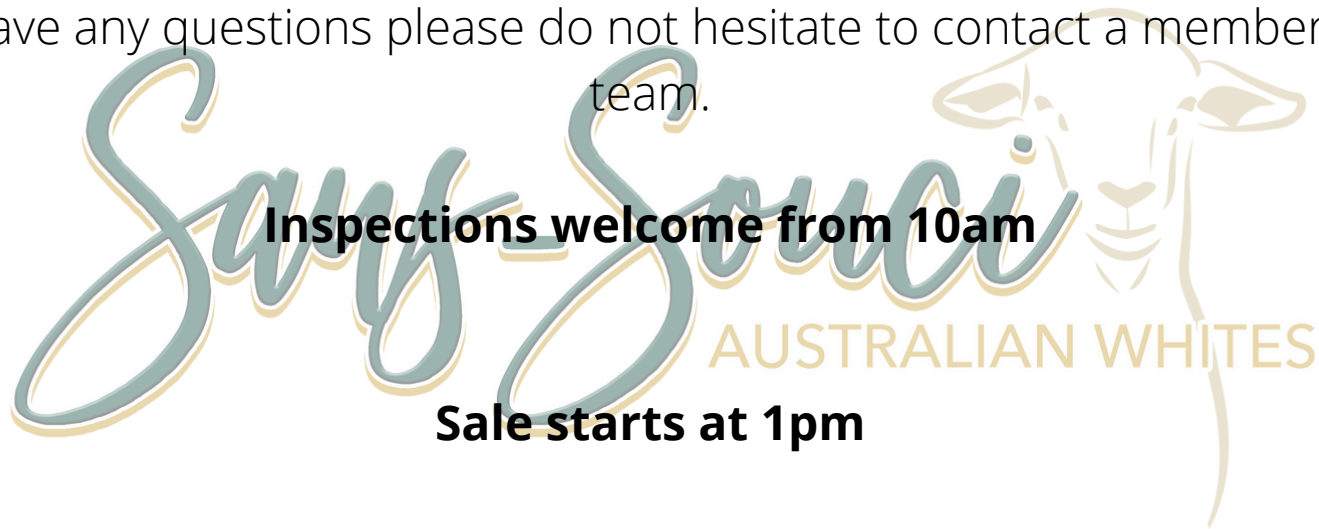 ave any questions please do not hesitate to contact a member
team.
Sans-Souci
Inspections welcome from 10am
AUSTRALIAN WHITES
Sale starts at 1pm